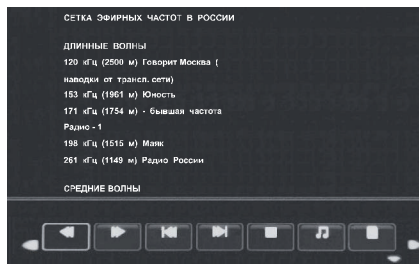 СЕТКА ЭФИРНЫХ ЧАСТОТ В РОССИИ
ДЛИННЫЕ ВОЛНЫ
120 кГц (2500 м) Говорит Москва (
наводки от трансл. сети)
153 кГц (1961 м) Юность
171 кГц (1754 м) - бывшая частота
Радио - 1
198 кГц (1515 м) Маяк
261 кГц (1149 м) Радио России
СРЕДНИЕ ВОЛНЫ